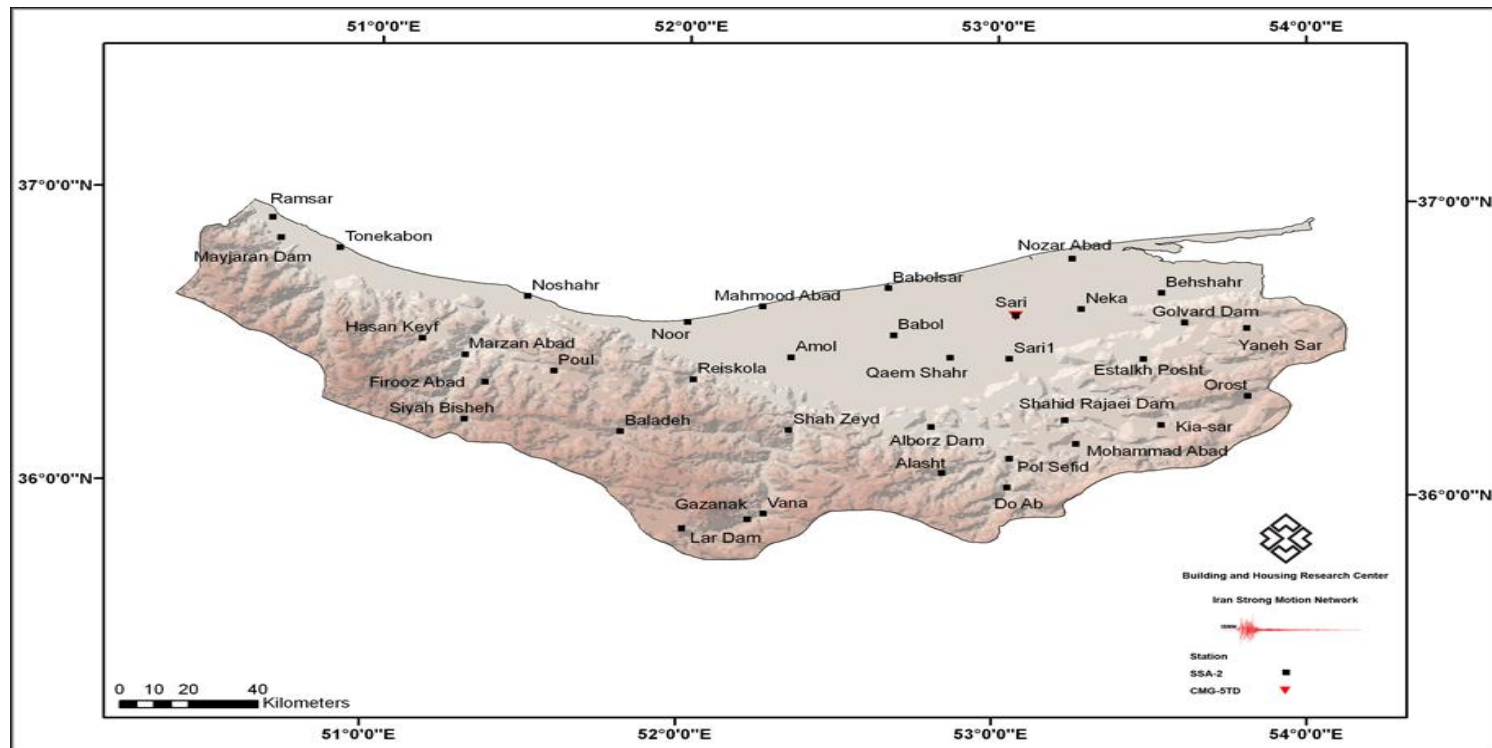 51°0'0"E 52°0'0"E 53°0'0"E 54°0'0"E
37°0'0"N
37°0'0"N
Ramsar
Tonekabon
Mayjaran Dam
Nozar Abad
Noshahr
Mahmood Abad
Babolsar
Behshahr
Sari
Neka
Golvard Dam
Hasan Keyf
Noor
Babol
Marzan Abad
Amol
Sari1
Yaneh Sar
Poul
Reiskola
Qaem Shahr
Estalkh Posht
Firooz Abad
Orost
Siyah Bisheh
Shahid Rajaei Dam
Baladeh
Shah Zeyd
Kia-sar
Alborz Dam
Mohammad Abad
Alasht
Pol Sefid
36°0'0"N
36°0'0"N
Gazanak
Vana
Do Ab
Lar Dam
Building and Housing Research Center
Iran Strong Motion Network
ISMN
Station
SSA-2
CMG-5TD
0 10 20 40
Kilometers
51°0'0"E 52°0'0"E 53°0'0"E 54°0'0"E